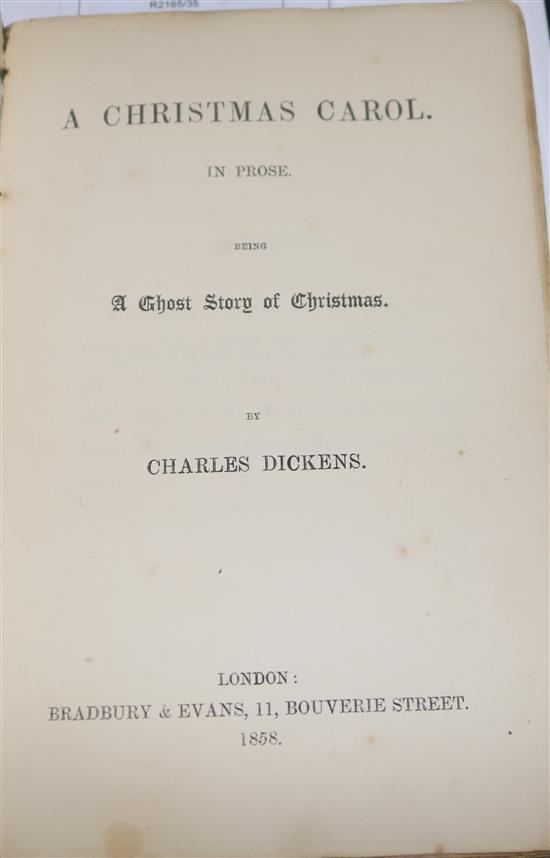 R2165/35
A CHRISTMAS CAROL.
IN PROSE.
BEING
A Ghost Story of Christmas.
BY
CHARLES DICKENS.
LONDON:
BRADBURY & EVANS, 11, BOUVERIE STREET.
1858.